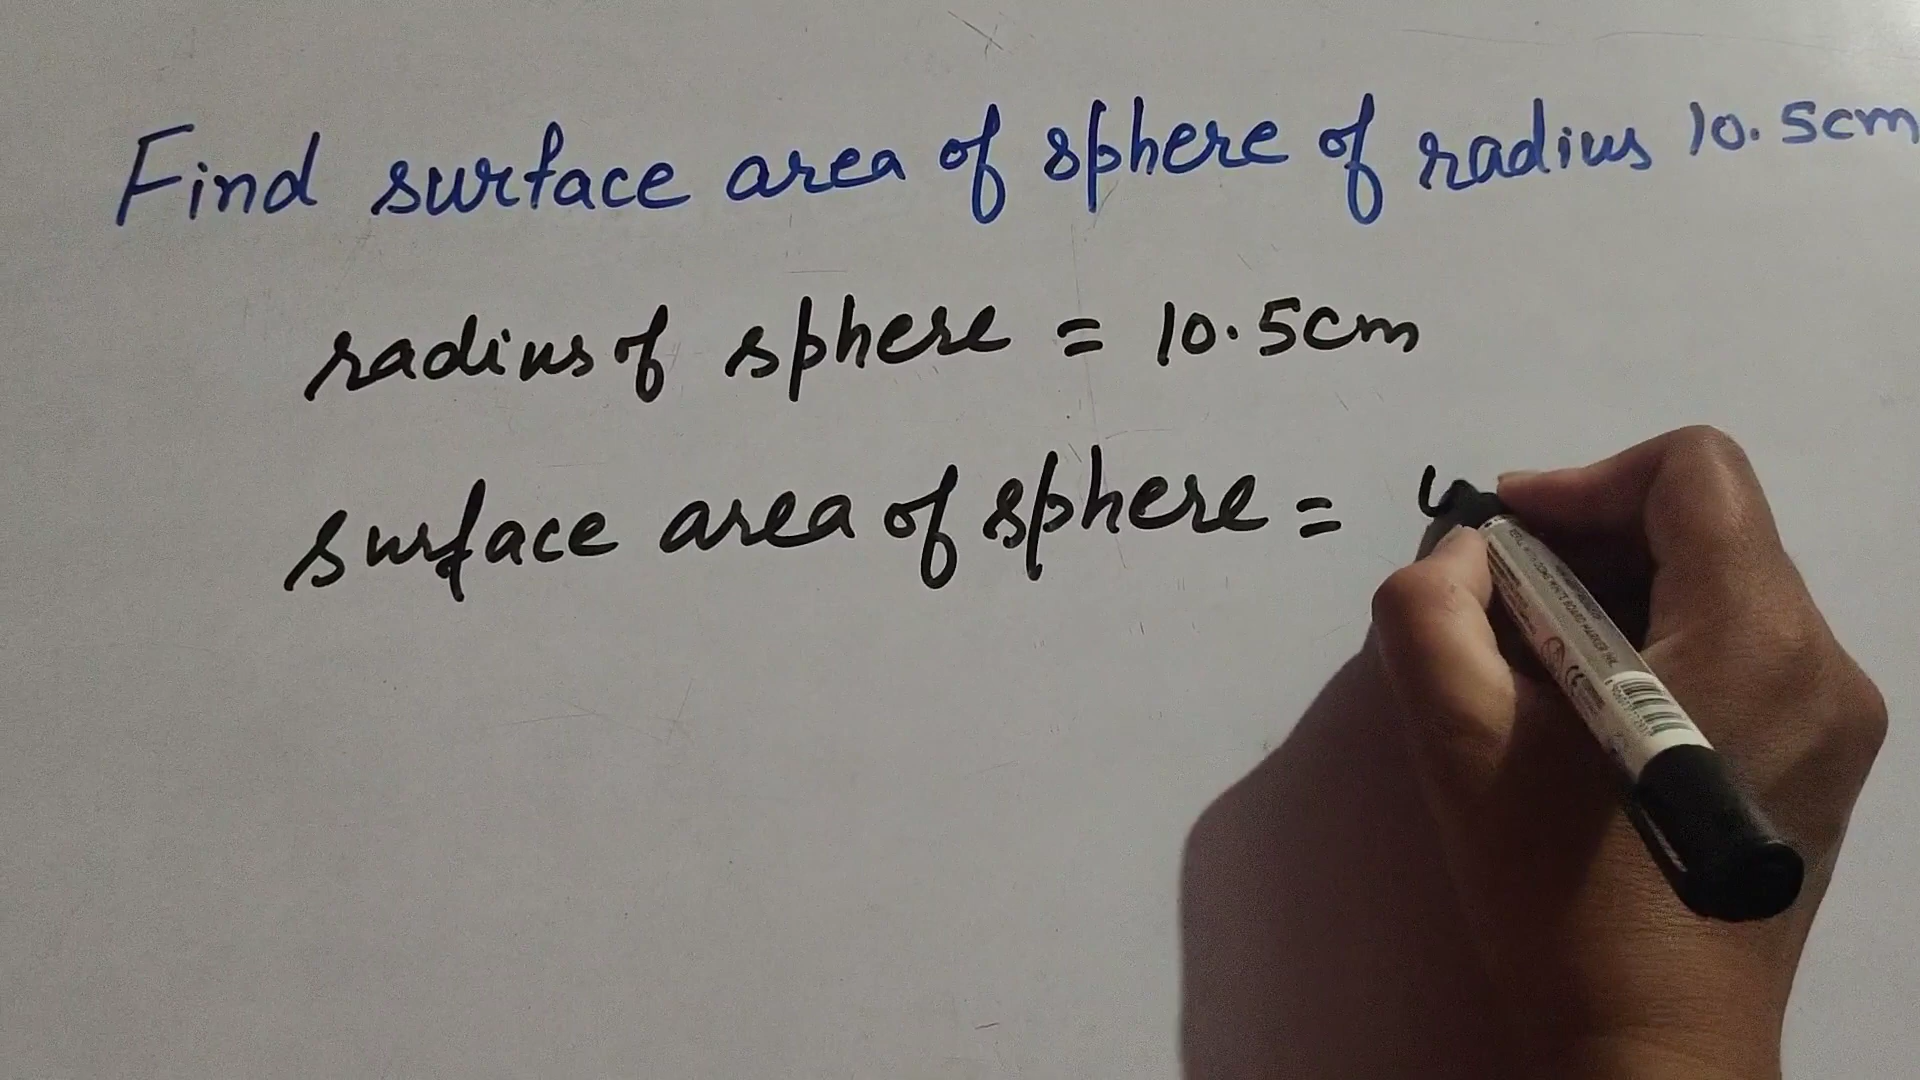 Find surface area of sphere of radius 10.5cm
radius of sphere = 10.5cm
surface area of sphere =